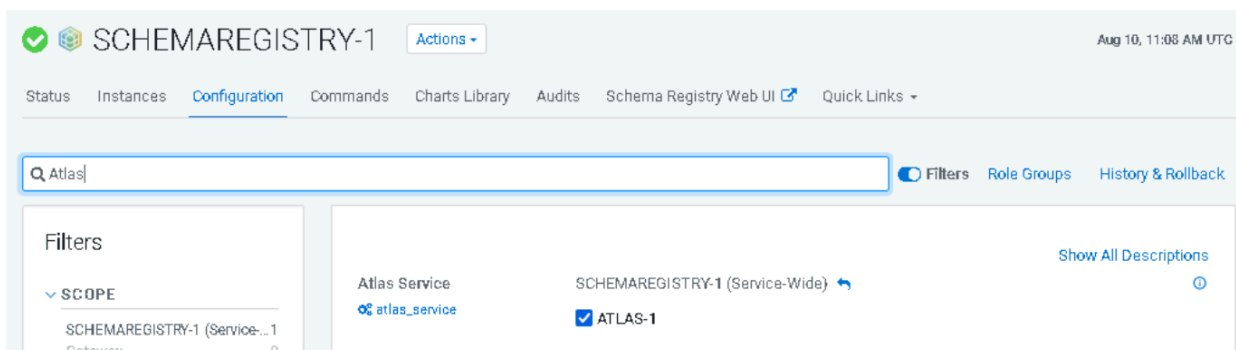 SCHEMAREGISTRY-1 Actions
Aug 10, 11:08 AM UTC
Status Instances Configuration Commands Charts Library Audits Schema Registry Web UI Quick Links
Atlas Filters Role Groups History & Rollback
Filters
Show All Descriptions
SCOPE
Atlas Service SCHEMAREGISTRY-1 (Service-Wide)
atlas_service ATLAS-1
SCHEMAREGISTRY-1 (Service-... 1